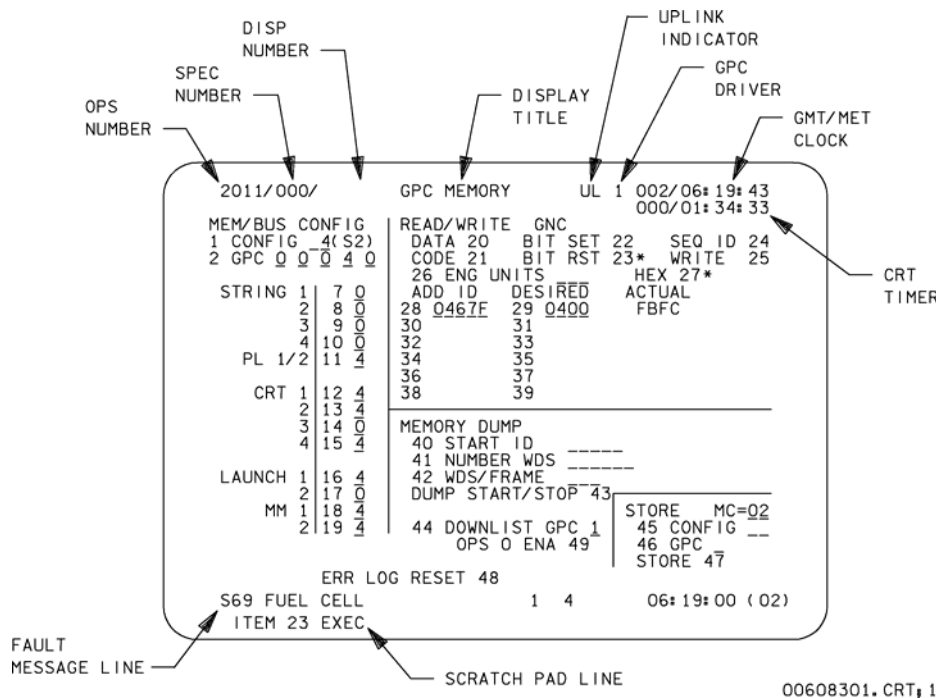 DISP
NUMBER
UPLINK
INDICATOR
SPEC
NUMBER
GPC
DRIVER
OPS
NUMBER
DISPLAY
TITLE
GMT/MET
CLOCK
2011/000/ GPC MEMORY UL 1 002/06:19:43
000/01:34:33
MEM/BUS CONFIG READ/WRITE GNC
1 CONFIG _4(S2) DATA 20 BIT SET 22 SEQ ID 24
2 GPC 0 0 0 4 0 CODE 21 BIT RST 23* WRITE 25
26 ENG UNITS ___ HEX 27*
CRT
TIMER
STRING 1 7 0 ADD ID DESIRED ACTUAL
2 8 0 28 0467F 29 0400 FBFC
3 9 0 30 31
4 10 0 32 33
PL 1/2 11 4 34 35
36 37
CRT 1 12 4 38 39
2 13 4
3 14 0 MEMORY DUMP
4 15 4 40 START ID _____
41 NUMBER WDS ______
LAUNCH 1 16 4 42 WDS/FRAME ___
2 17 0 DUMP START/STOP 43
MM 1 18 4 STORE MC=02
2 19 4 44 DOWNLIST GPC 1 45 CONFIG __
OPS 0 ENA 49 46 GPC _
STORE 47
ERR LOG RESET 48
S69 FUEL CELL 1 4 06:19:00 (02)
ITEM 23 EXEC
FAULT
MESSAGE LINE
SCRATCH PAD LINE
00608301.CRT;1